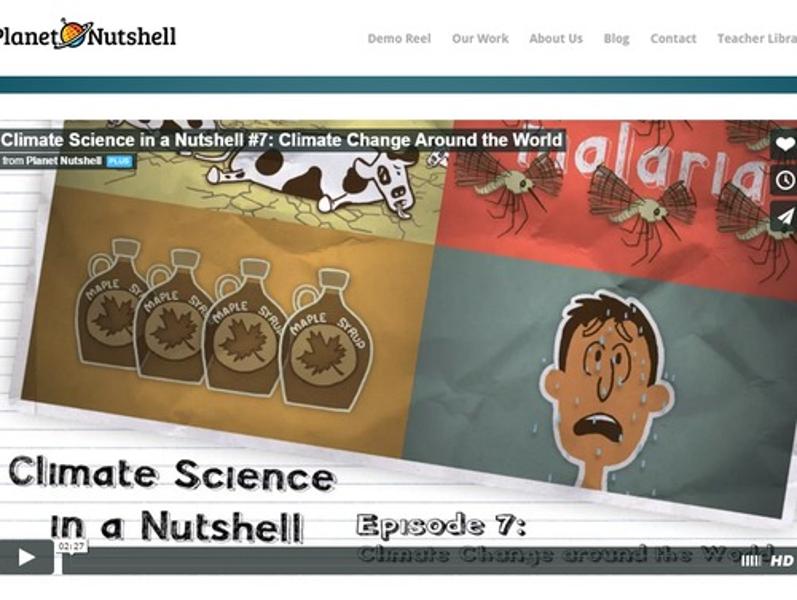 Planet Nutshell
Demo Reel Our Work About Us Blog Contact Teacher Libra
Climate Science in a Nutshell #7: Climate Change Around the World
from Planet Nutshell PLUS
malaria
MAPLE SYRUP MAPLE SYRUP MAPLE SYRUP MAPLE SYRUP
Climate Science
in a Nutshell
Episode 7:
Climate Change around the World
02:27
HD